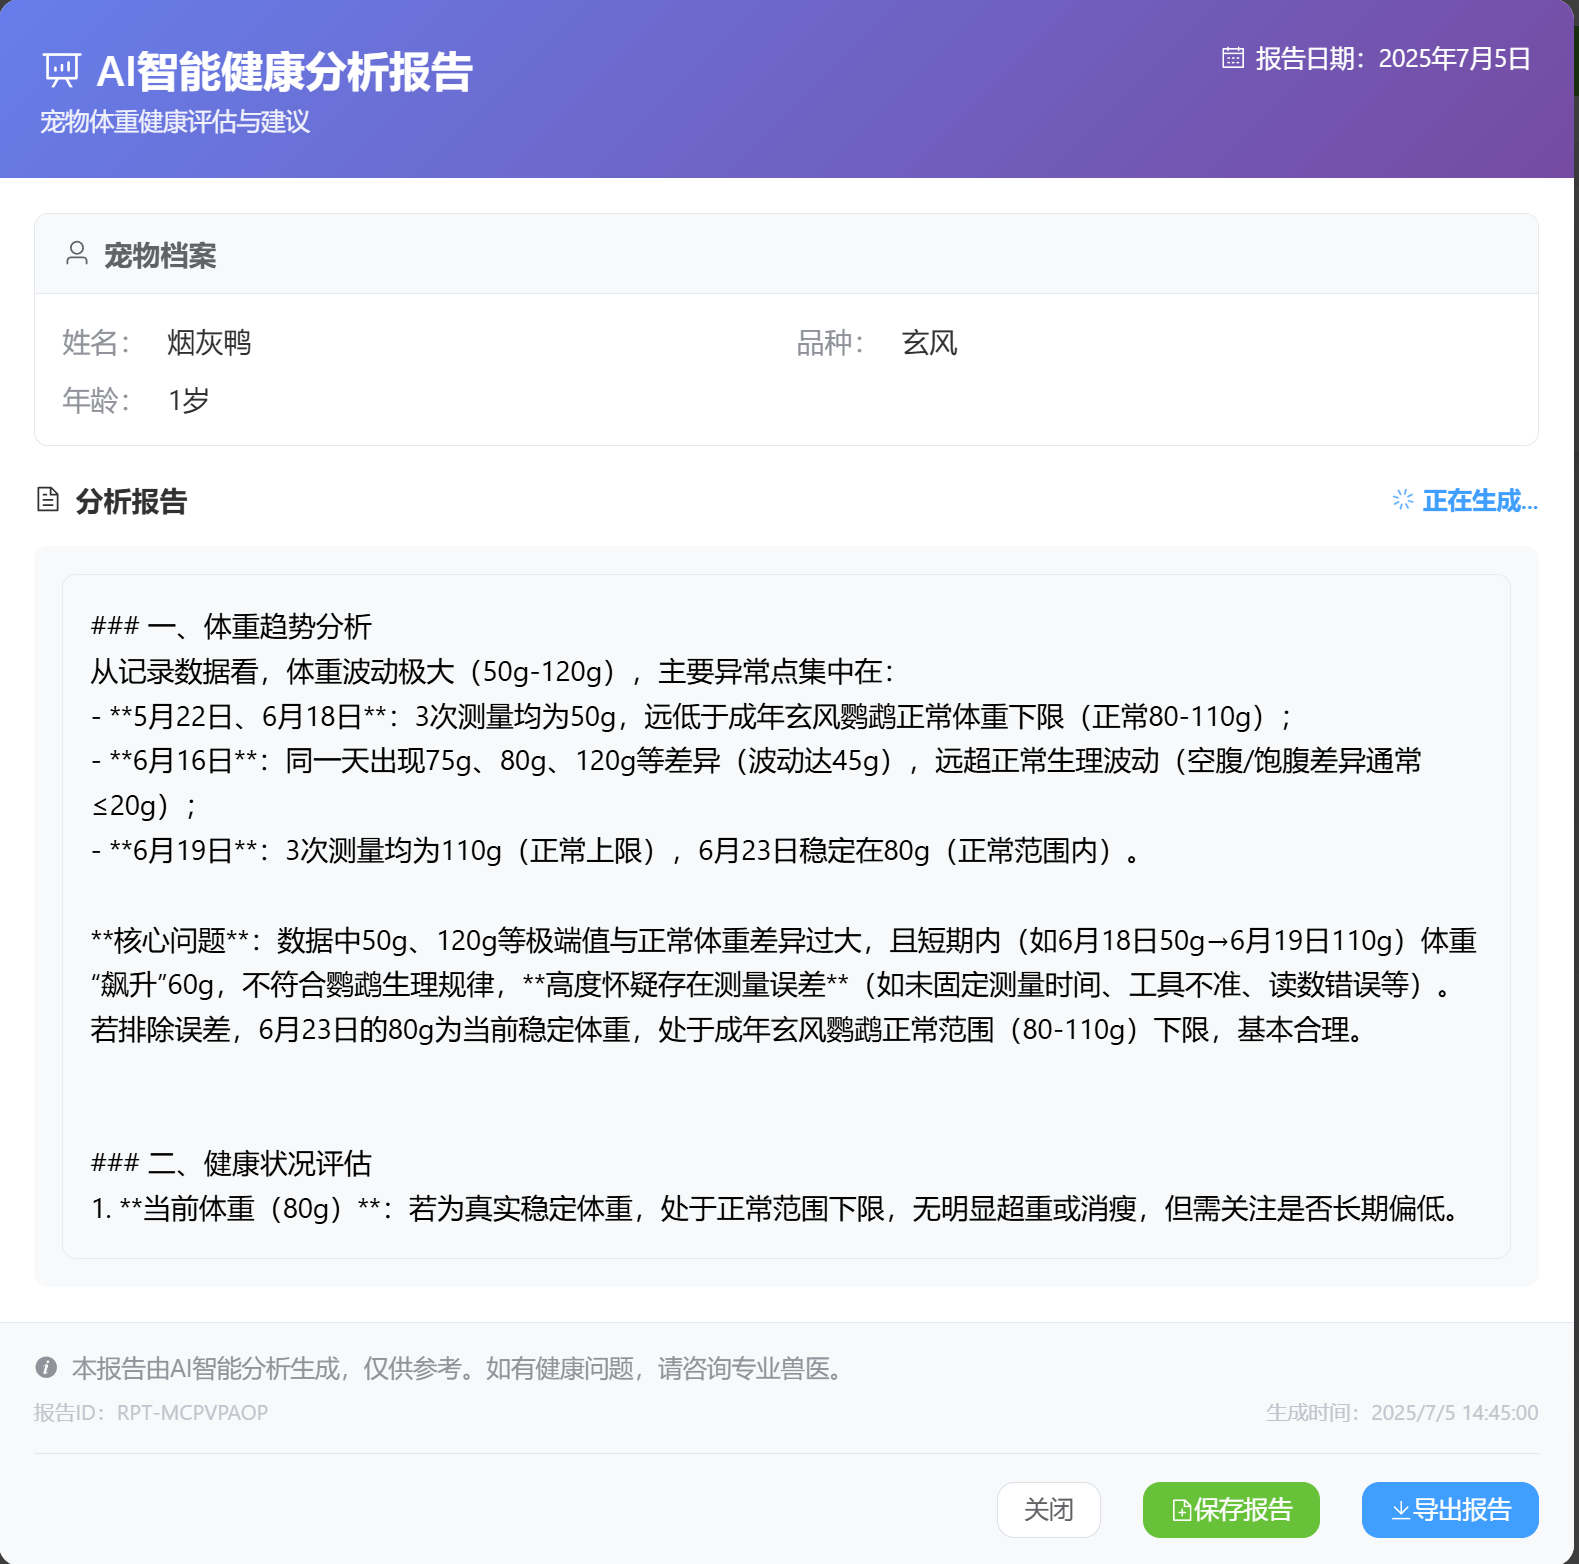 AI智能健康分析报告
报告日期：2025年7月5日
宠物体重健康评估与建议
宠物档案
姓名： 烟灰鸭
品种： 玄风
年龄： 1岁
分析报告
正在生成...
### 一、体重趋势分析
从记录数据看，体重波动极大（50g-120g），主要异常点集中在：
- **5月22日、6月18日**：3次测量均为50g，远低于成年玄风鹦鹉正常体重下限（正常80-110g）；
- **6月16日**：同一天出现75g、80g、120g等差异（波动达45g），远超正常生理波动（空腹/饱腹差异通常
≤20g）；
- **6月19日**：3次测量均为110g（正常上限），6月23日稳定在80g（正常范围内）。
**核心问题**：数据中50g、120g等极端值与正常体重差异过大，且短期内（如6月18日50g→6月19日110g）体重
“飙升”60g，不符合鹦鹉生理规律，**高度怀疑存在测量误差**（如未固定测量时间、工具不准、读数错误等）。
若排除误差，6月23日的80g为当前稳定体重，处于成年玄风鹦鹉正常范围（80-110g）下限，基本合理。
### 二、健康状况评估
1. **当前体重（80g）**：若为真实稳定体重，处于正常范围下限，无明显超重或消瘦，但需关注是否长期偏低。
本报告由AI智能分析生成，仅供参考。如有健康问题，请咨询专业兽医。
报告ID：RPT-MCPVPAOP
生成时间：2025/7/5 14:45:00
关闭
保存报告
导出报告